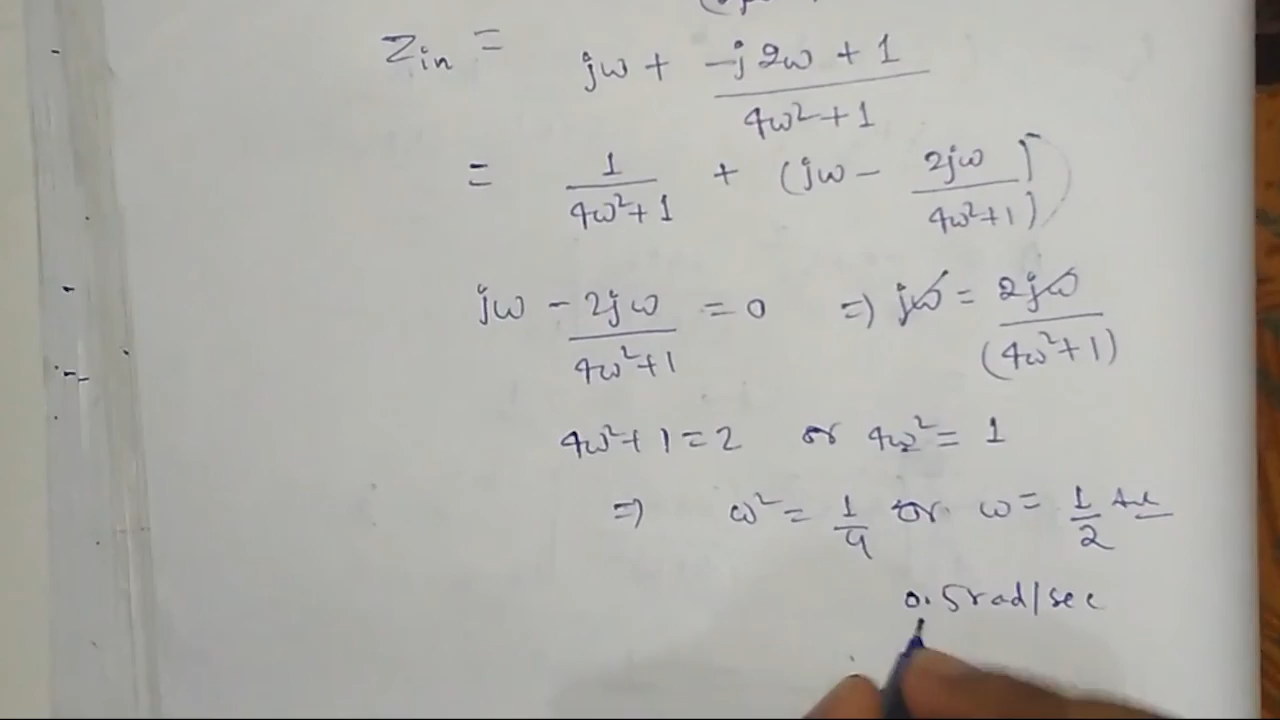 Zin = jω + (-j2ω + 1)/(4ω²+1)
= 1/(4ω²+1) + (jω - 2jω/(4ω²+1))
jω - 2jω/(4ω²+1) = 0 ⇒ jω = 2jω/(4ω²+1)
4ω²+1=2 or 4ω²= 1
⇒ ω² = 1/4 or ω = 1/2 Ans
0.5 rad/sec